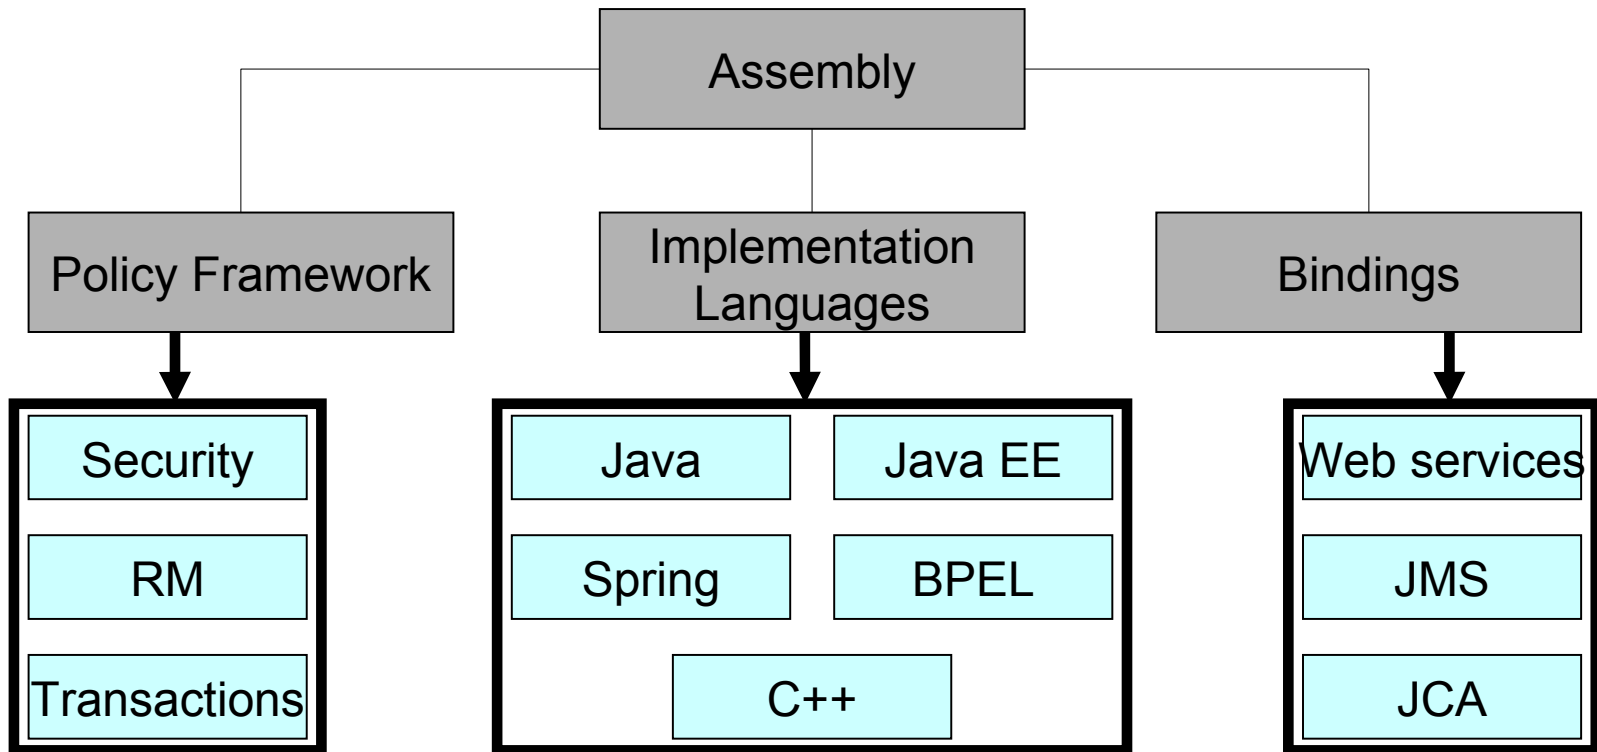 Assembly
Policy Framework
Implementation
Languages
Bindings
Security
Java
Java EE
Web services
RM
Spring
BPEL
JMS
Transactions
C++
JCA